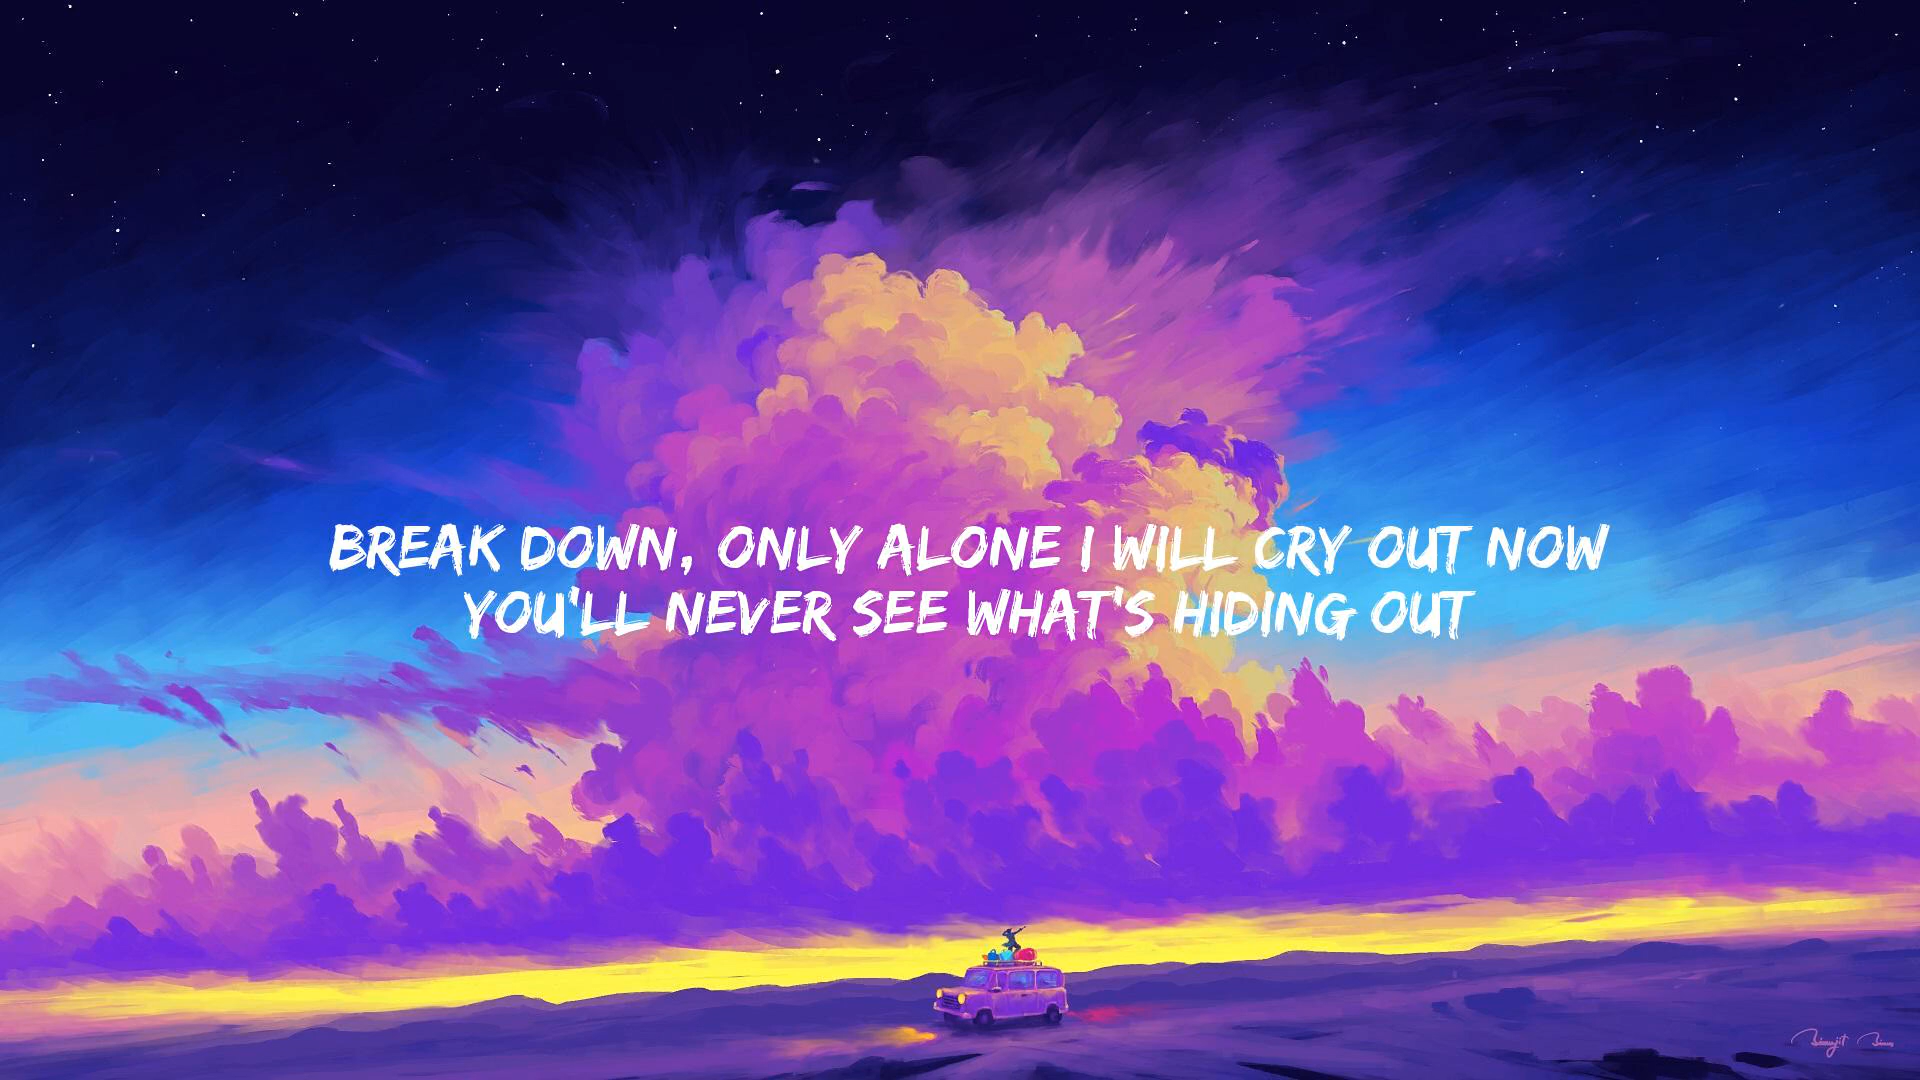 BREAK DOWN, ONLY ALONE I WILL CRY OUT NOW
YOU'LL NEVER SEE WHAT'S HIDING OUT